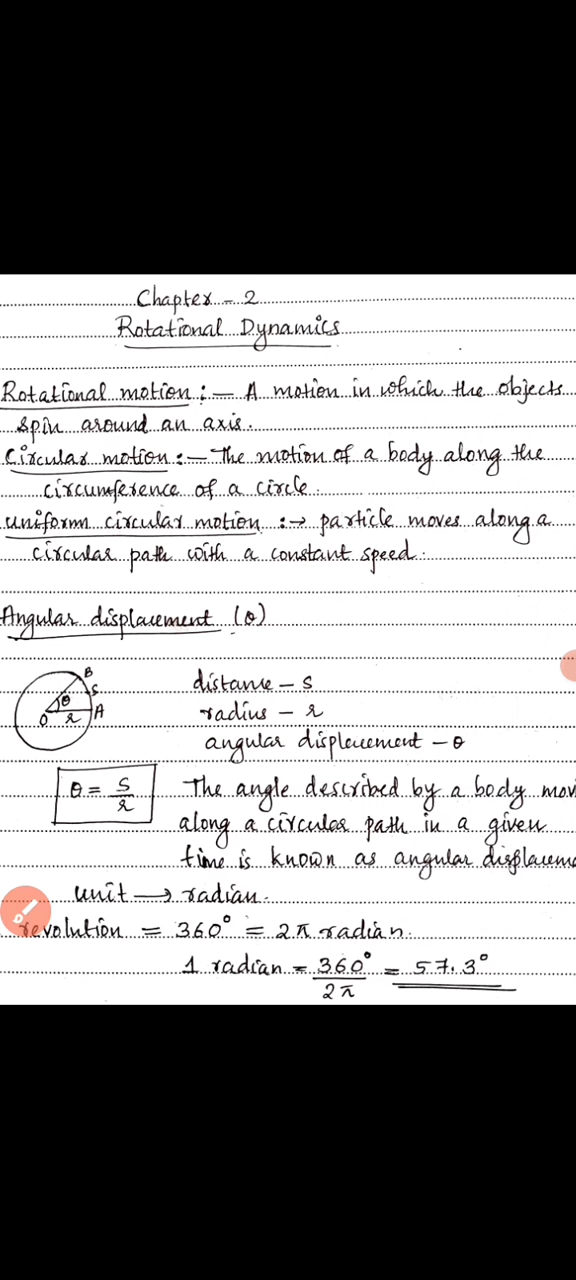 Chapter - 2
Rotational Dynamics
Rotational motion :- A motion in which the objects
spin around an axis.
Circular motion :- The motion of a body along the
circumference of a circle.
uniform circular motion :→ particle moves along a
circular path with a constant speed.
Angular displacement (θ)
B
s
θ
O r A
distance - s
radius - r
angular displacement - θ
θ = s/r
The angle described by a body mov
along a circular path in a given
time is known as angular displaceme
unit → radian.
revolution = 360° = 2π radian.
1 radian = 360°/2π = 57.3°